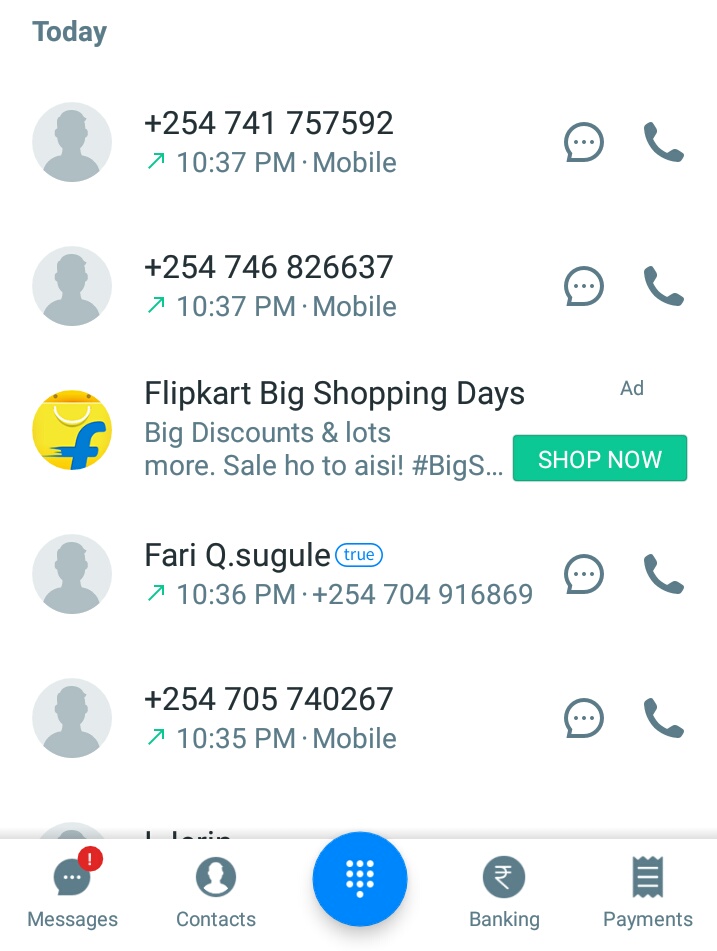 Today
+254 741 757592
10:37 PM · Mobile
+254 746 826637
10:37 PM · Mobile
Flipkart Big Shopping Days
Ad
Big Discounts & lots
more. Sale ho to aisi! #BigS...
SHOP NOW
Fari Q.sugule true
10:36 PM · +254 704 916869
+254 705 740267
10:35 PM · Mobile
Messages
Contacts
Banking
Payments